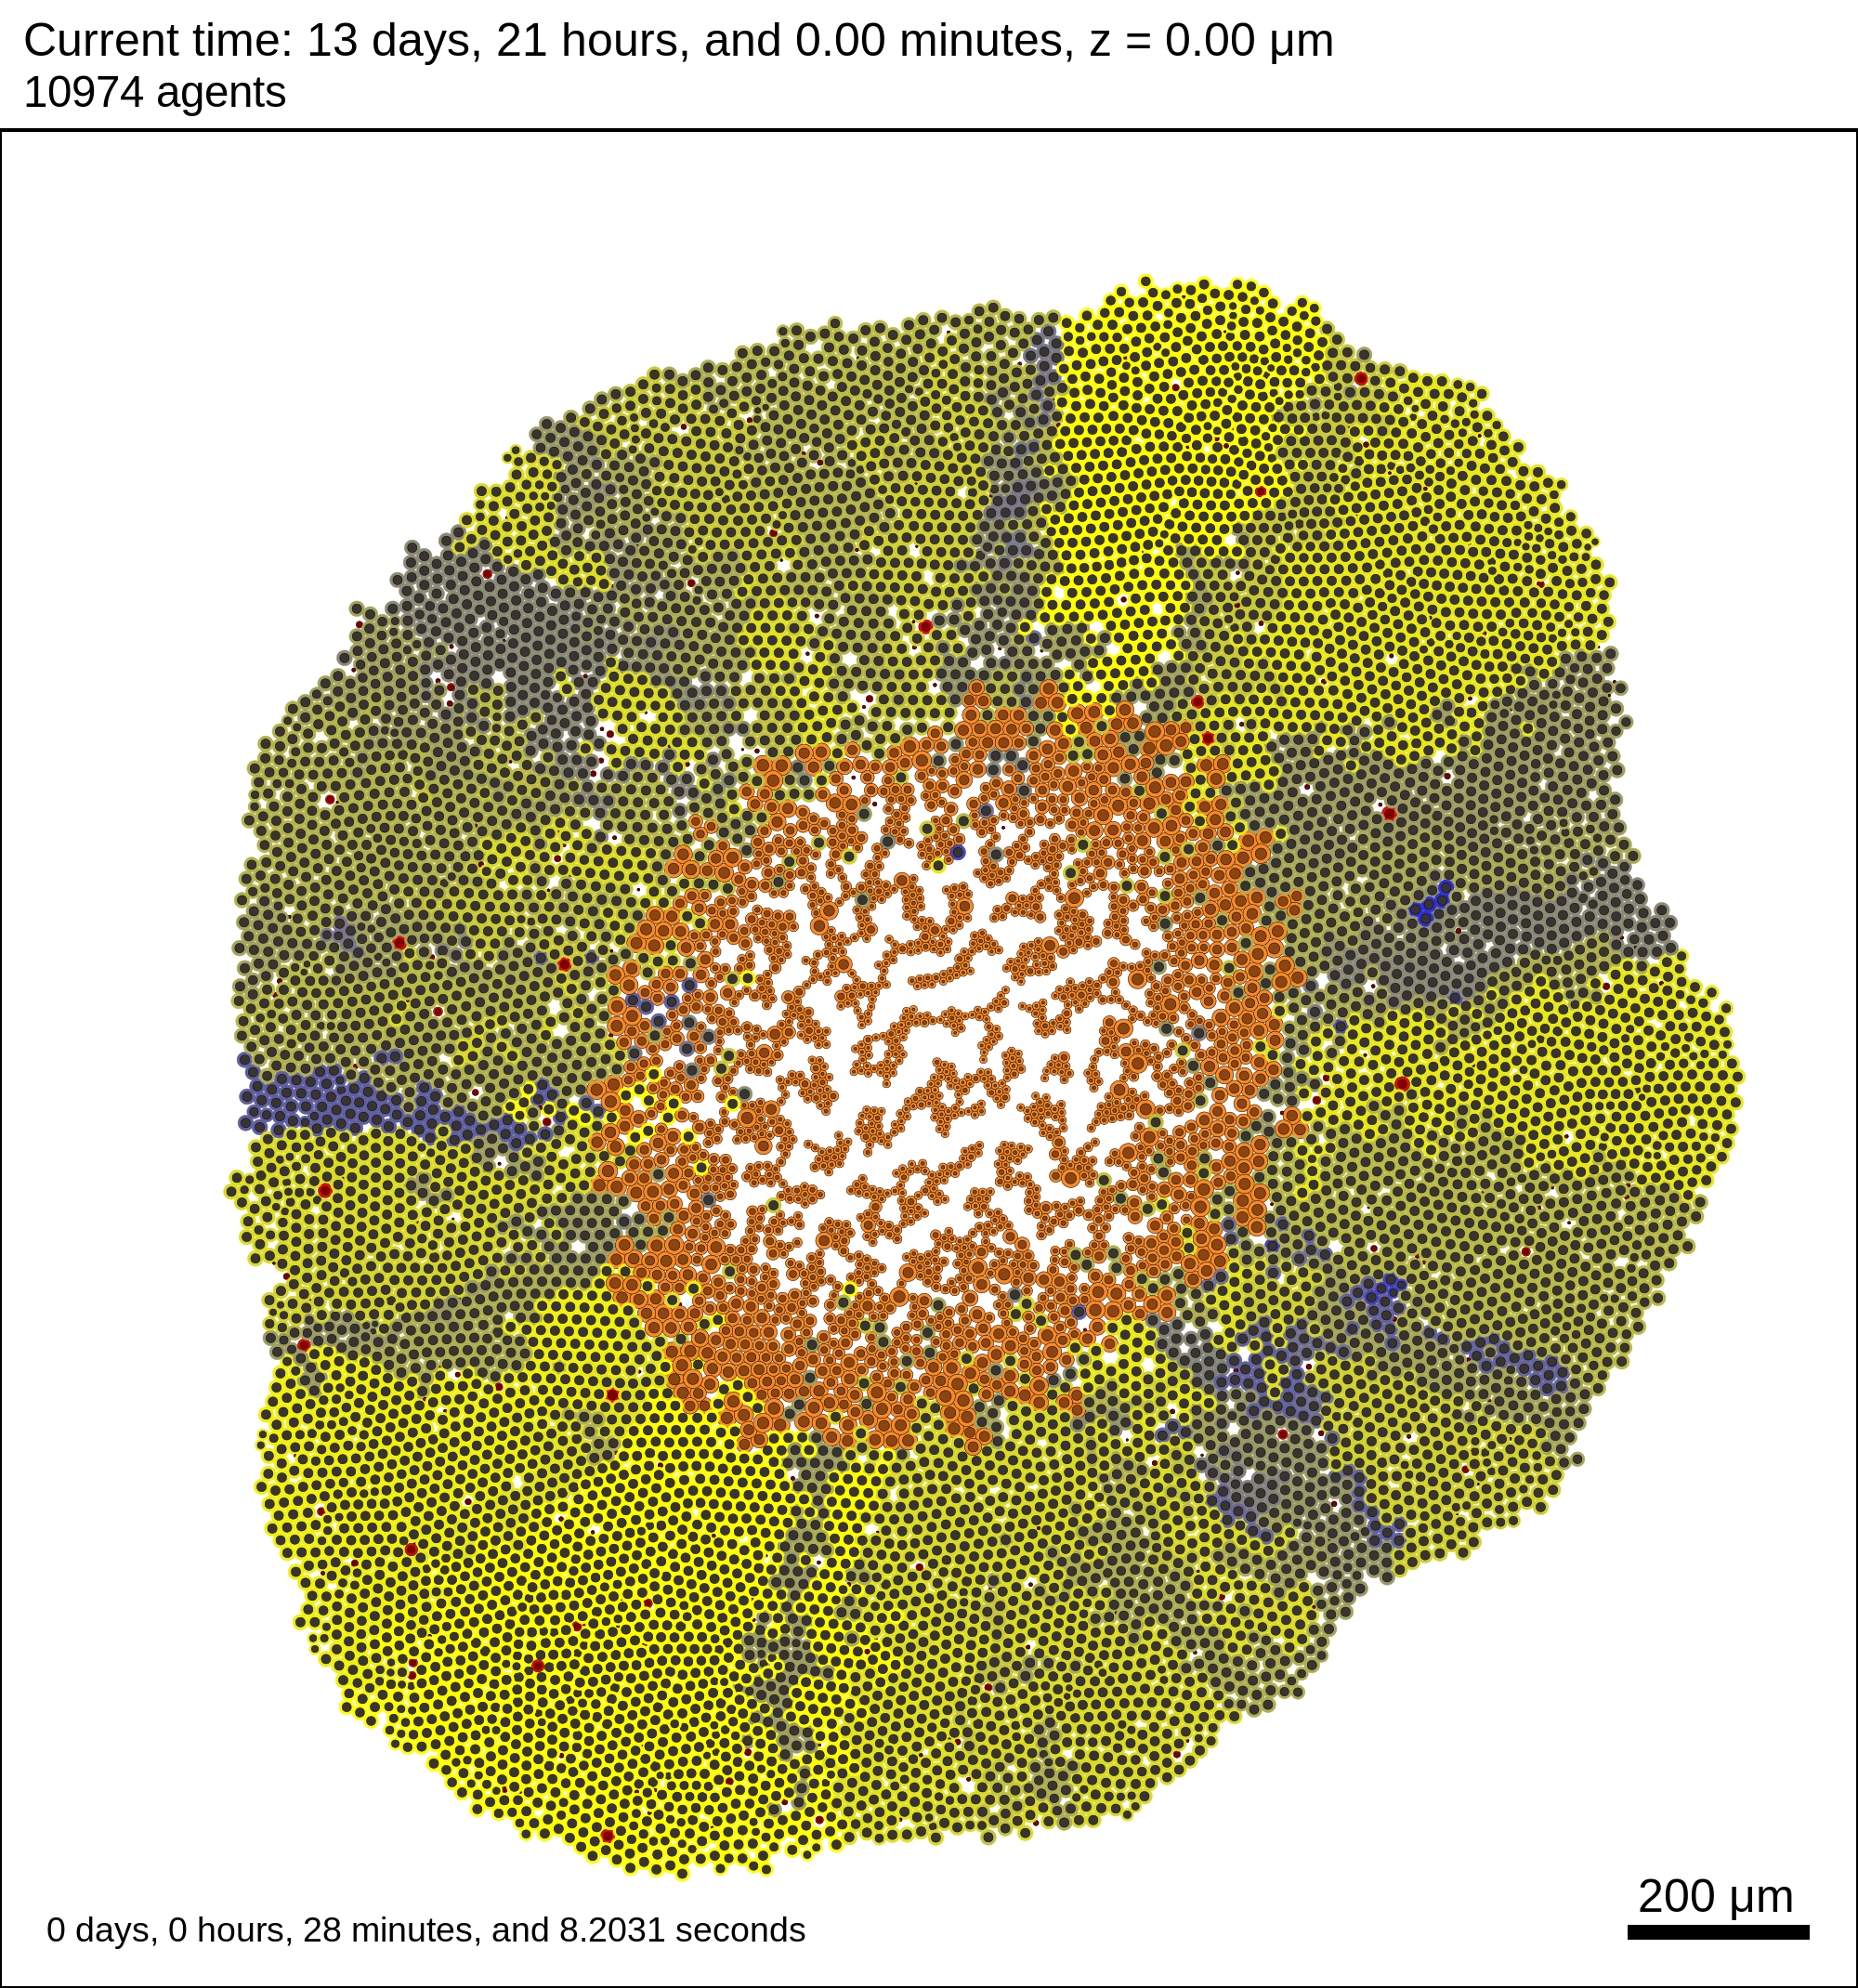 Current time: 13 days, 21 hours, and 0.00 minutes, z = 0.00 μm
10974 agents
200 μm
0 days, 0 hours, 28 minutes, and 8.2031 seconds